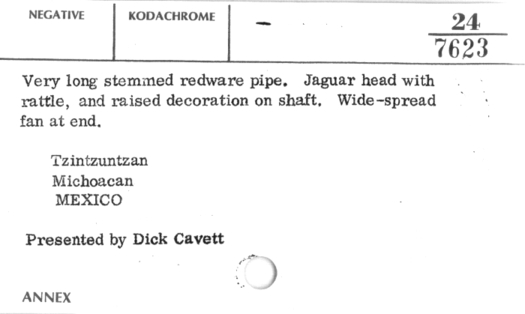 NEGATIVE KODACHROME – 24
7623
Very long stemmed redware pipe. Jaguar head with
rattle, and raised decoration on shaft. Wide-spread
fan at end.
Tzintzuntzan
Michoacan
MEXICO
Presented by Dick Cavett
ANNEX